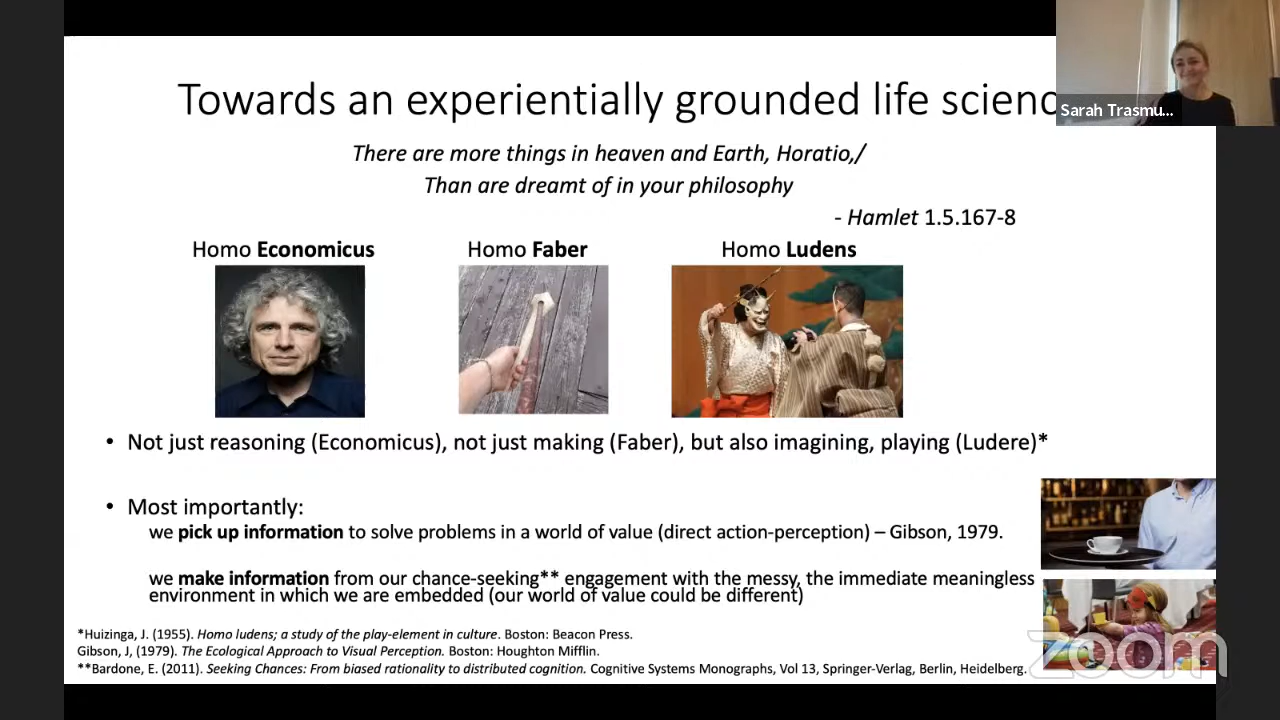 Towards an experientially grounded life scienc
Sarah Trasmu...
There are more things in heaven and Earth, Horatio,/
Than are dreamt of in your philosophy
- Hamlet 1.5.167-8
Homo Economicus
Homo Faber
Homo Ludens
• Not just reasoning (Economicus), not just making (Faber), but also imagining, playing (Ludere)*
• Most importantly:
we pick up information to solve problems in a world of value (direct action-perception) – Gibson, 1979.
we make information from our chance-seeking** engagement with the messy, the immediate meaningless
environment in which we are embedded (our world of value could be different)
*Huizinga, J. (1955). Homo ludens; a study of the play-element in culture. Boston: Beacon Press.
Gibson, J, (1979). The Ecological Approach to Visual Perception. Boston: Houghton Mifflin.
**Bardone, E. (2011). Seeking Chances: From biased rationality to distributed cognition. Cognitive Systems Monographs, Vol 13, Springer-Verlag, Berlin, Heidelberg.
zoom